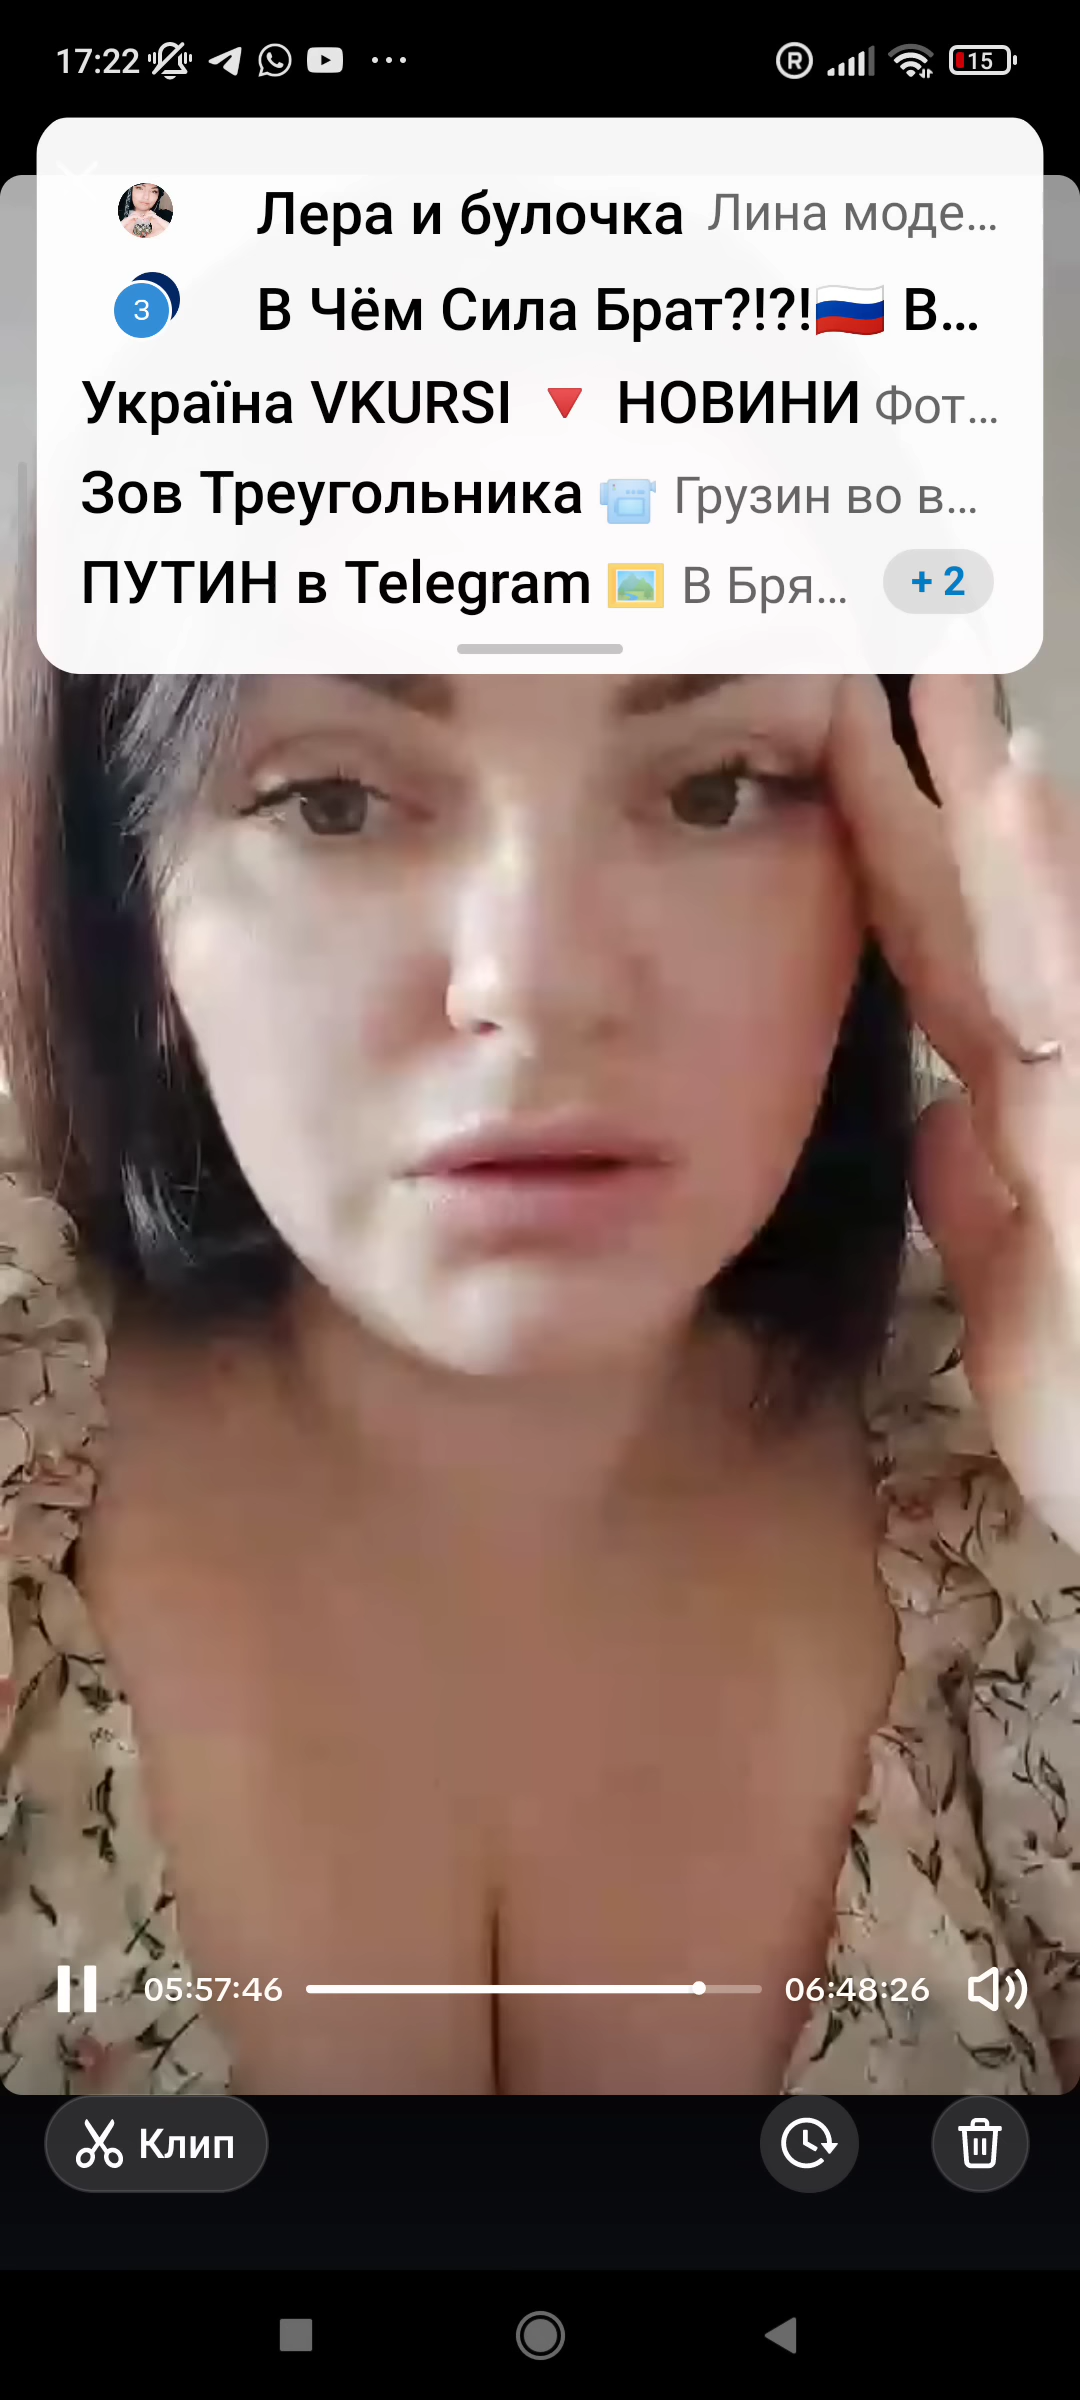 17:22 ... R 15
Лера и булочка Лина моде...
3 В Чём Сила Брат?!?!🇷🇺 В...
Україна VKURSI 🔻 НОВИНИ Фот...
Зов Треугольника Грузин во в...
ПУТИН в Telegram В Бря... + 2
05:57:46 06:48:26
Клип